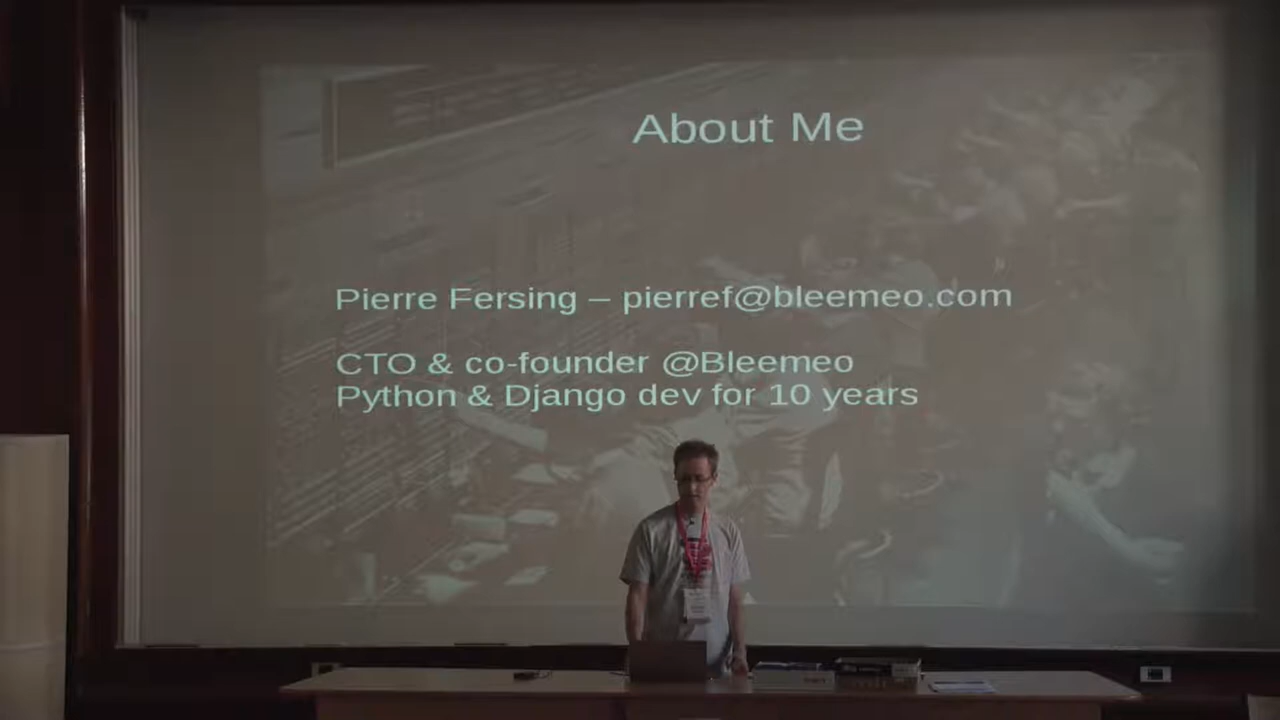 About Me
Pierre Fersing – pierref@bleemeo.com
CTO & co-founder @Bleemeo
Python & Django dev for 10 years